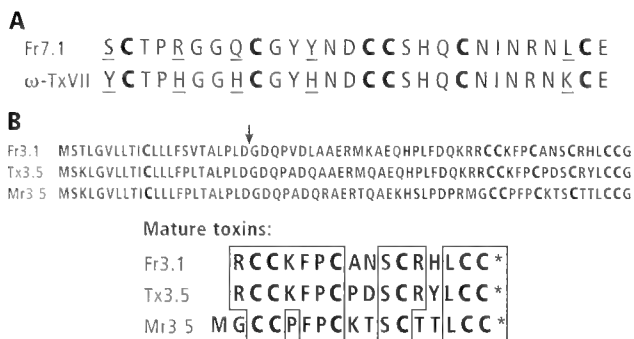 A
Fr7.1 SCTPRGGQCGYYNDCCSHQCNINRNLCE
ω-TxVII YCTPHGGHCGYHNDCCSHQCNINRNKCE
B
Fr3.1 MSTLGVLLTICLLLFSVTALPLDGDQPVDLAAERMKAEQHPLFDQKRRCCKFPCANSCRHLCCG
Tx3.5 MSKLGVLLTICLLLFPLTALPLDGDQPADQAAERMQAEQHPLFDQKRRCCKFPCPDSCRYLCCG
Mr3 5 MSKLGVLLTICLLLFPLTALPLDGDQPADQRAERTQAEKHSLPDPRMGCCPFPCKTSCTTLCCG
Mature toxins:
Fr3.1 RCCKFPCANSCRHLCC*
Tx3.5 RCCKFPCPDSCRYLCC*
Mr3 5 MGCCPFPCKTSCTTLCC*